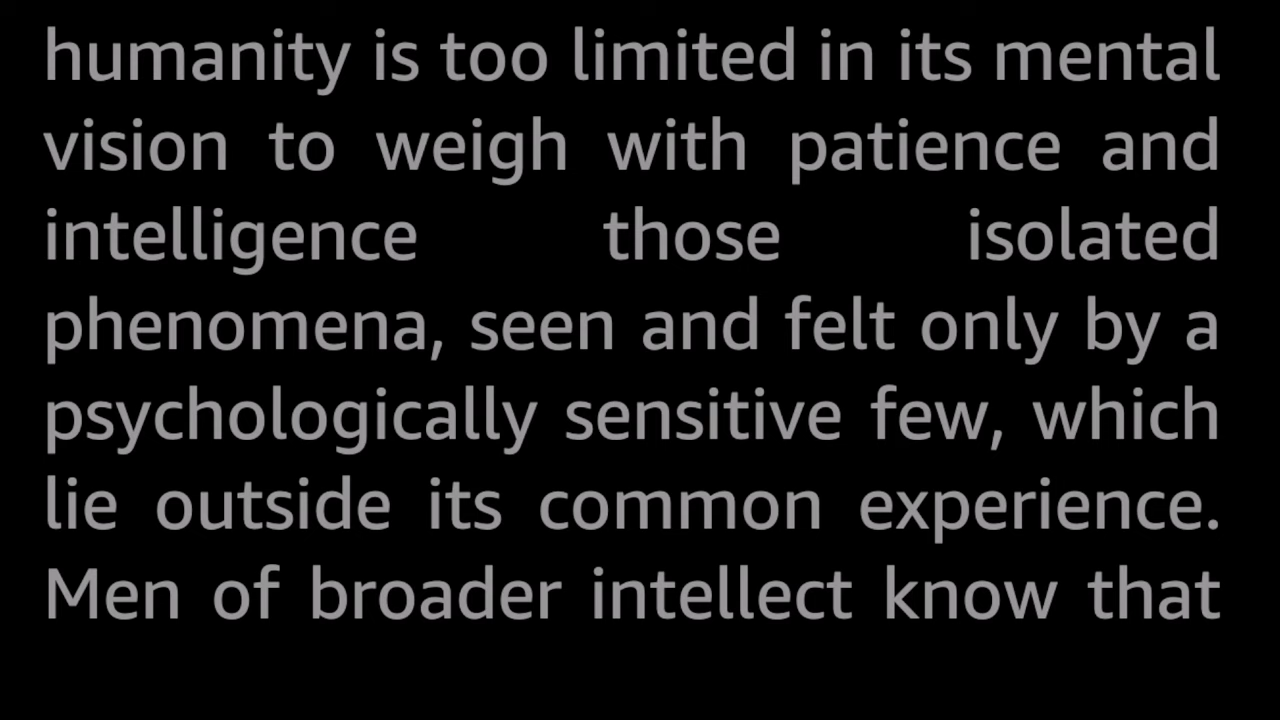 humanity is too limited in its mental
vision to weigh with patience and
intelligence those isolated
phenomena, seen and felt only by a
psychologically sensitive few, which
lie outside its common experience.
Men of broader intellect know that